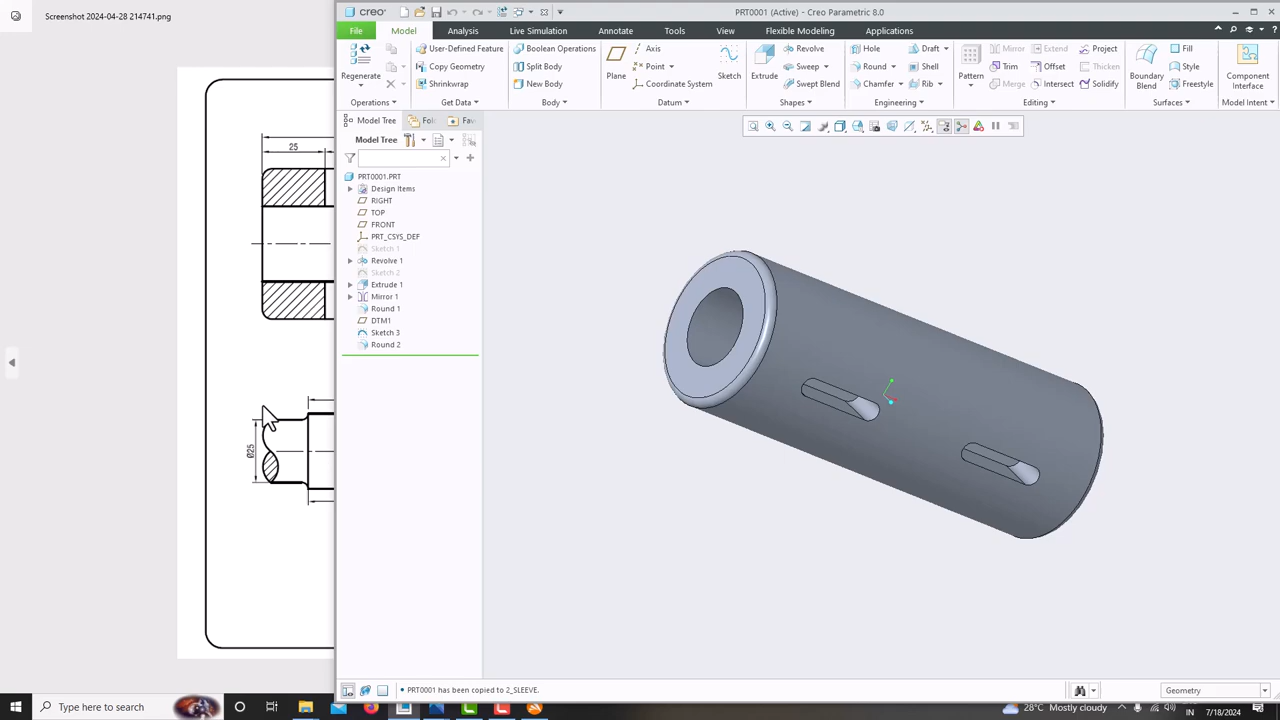 Screenshot 2024-04-28 214741.png
creo
PRT0001 (Active) - Creo Parametric 8.0
File Model Analysis Annotate Tools View Flexible Modeling Applications
Regenerate
Operations
User-Defined Feature
Copy Geometry
Shrinkwrap
Get Data
Boolean Operations
Split Body
New Body
Body
Plane
Axis
Point
Coordinate System
Sketch
Datum
Extrude
Revolve
Sweep
Swept Blend
Shapes
Hole
Round
Chamfer
Draft
Shell
Rib
Engineering
Pattern
Mirror
Trim
Merge
Extend
Offset
Intersect
Project
Thicken
Solidify
Editing
Boundary Blend
Fill
Style
Freestyle
Surfaces
Component Interface
Model Intent
Model Tree Fol Fav
Model Tree
PRT0001.PRT
Design Items
RIGHT
TOP
FRONT
PRT_CSYS_DEF
Sketch 1
Revolve 1
Sketch 2
Extrude 1
Mirror 1
Round 1
DTM1
Sketch 3
Round 2
25
Ø25
PRT0001 has been copied to 2_SLEEVE.
Geometry
Type here to search
28°C Mostly cloudy
ENG
IN
7/18/2024